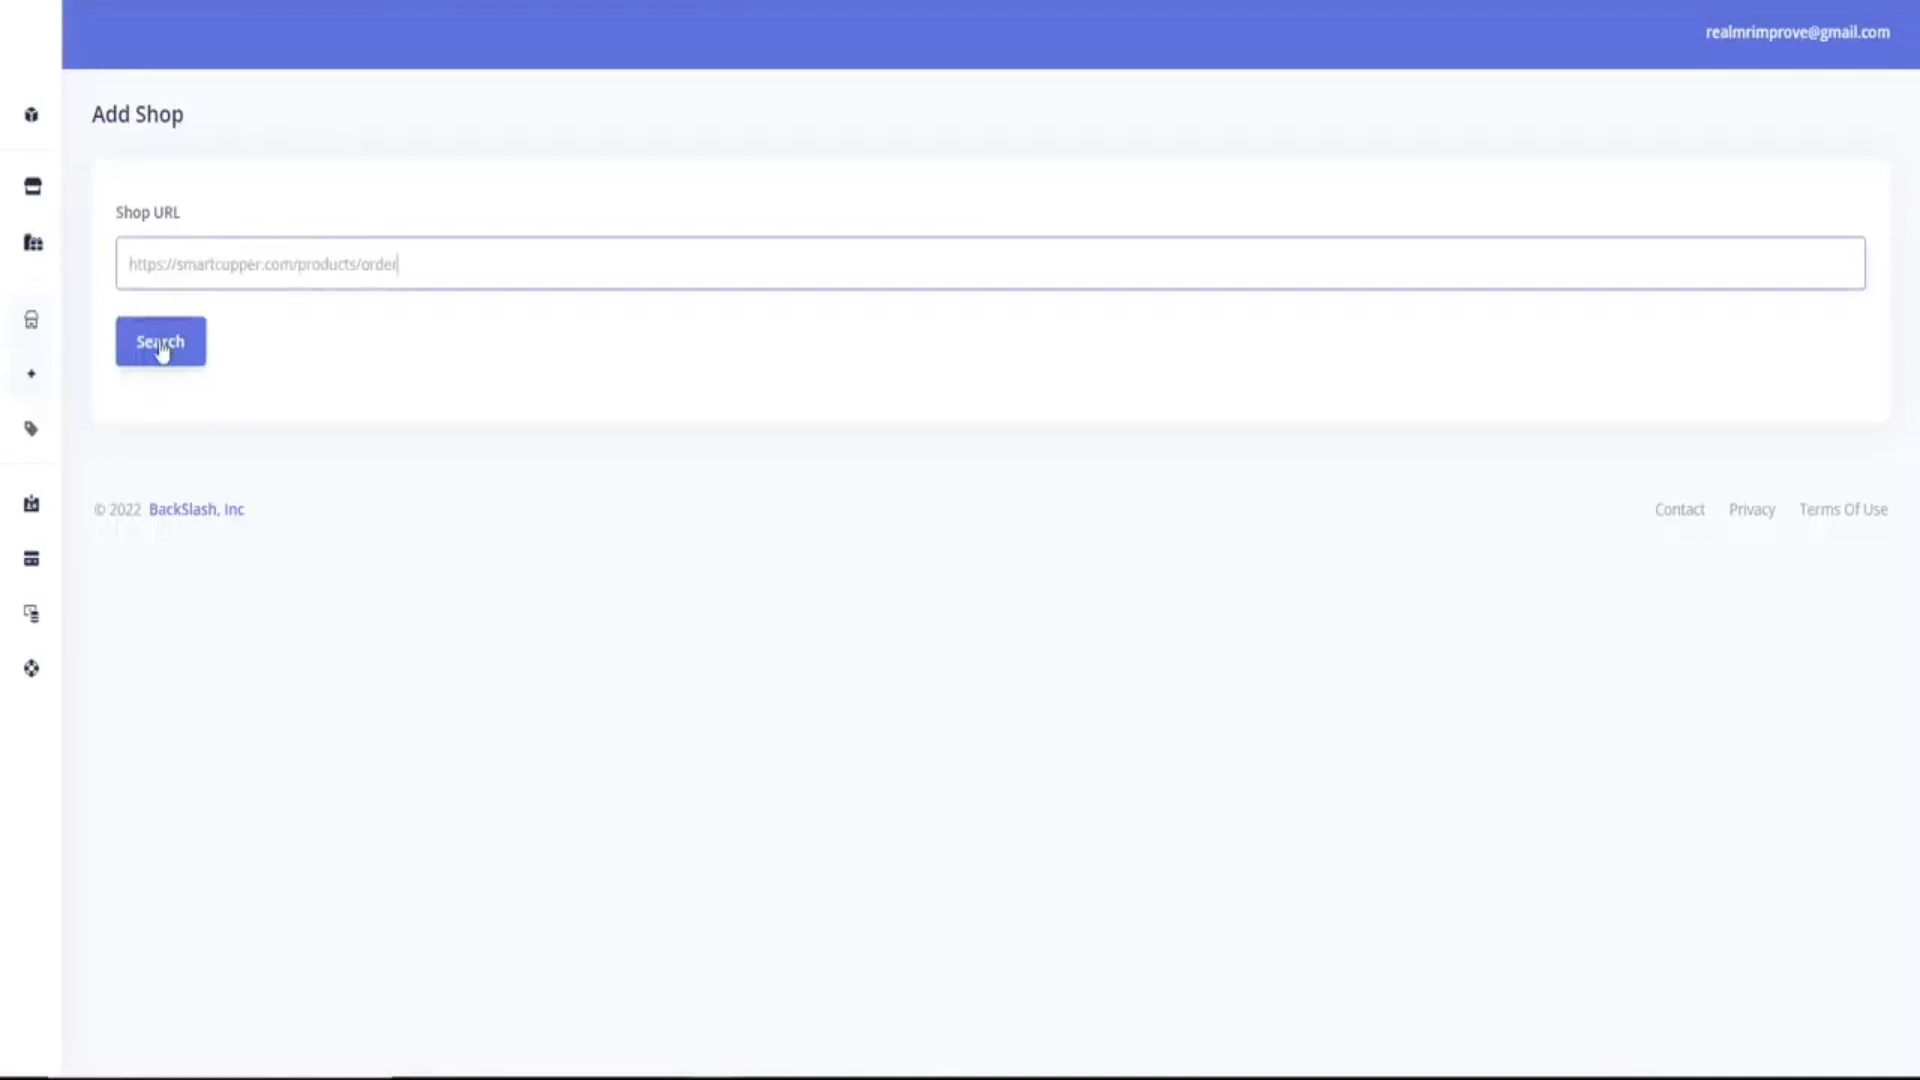 realmrimprove@gmail.com
Add Shop
Shop URL
https://smartcupper.com/products/order
Search
© 2022 BackSlash, Inc
Contact Privacy Terms Of Use